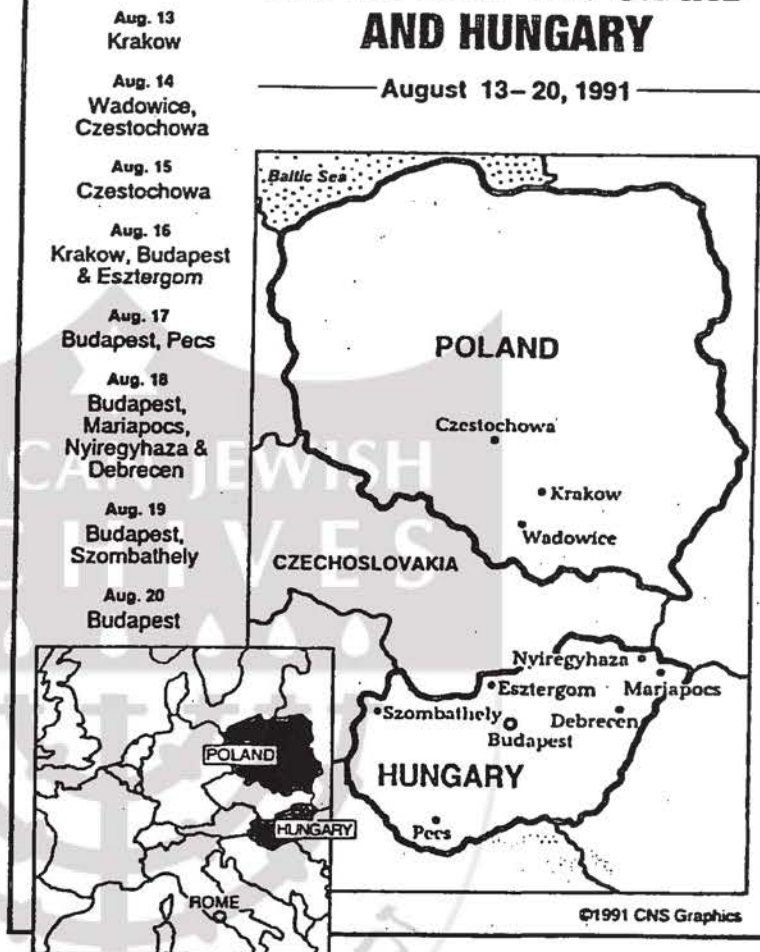 AND HUNGARY
August 13–20, 1991
Aug. 13
Krakow
Aug. 14
Wadowice,
Czestochowa
Aug. 15
Czestochowa
Aug. 16
Krakow, Budapest
& Esztergom
Aug. 17
Budapest, Pecs
Aug. 18
Budapest,
Mariapocs,
Nyiregyhaza &
Debrecen
Aug. 19
Budapest,
Szombathely
Aug. 20
Budapest
Baltic Sea
POLAND
Czestochowa
Krakow
Wadowice
CZECHOSLOVAKIA
Nyiregyhaza
Esztergom
Mariapocs
Szombathely
Debrecen
Budapest
HUNGARY
Pecs
POLAND
HUNGARY
ROME
©1991 CNS Graphics
CAN JEWISH
CHIVES